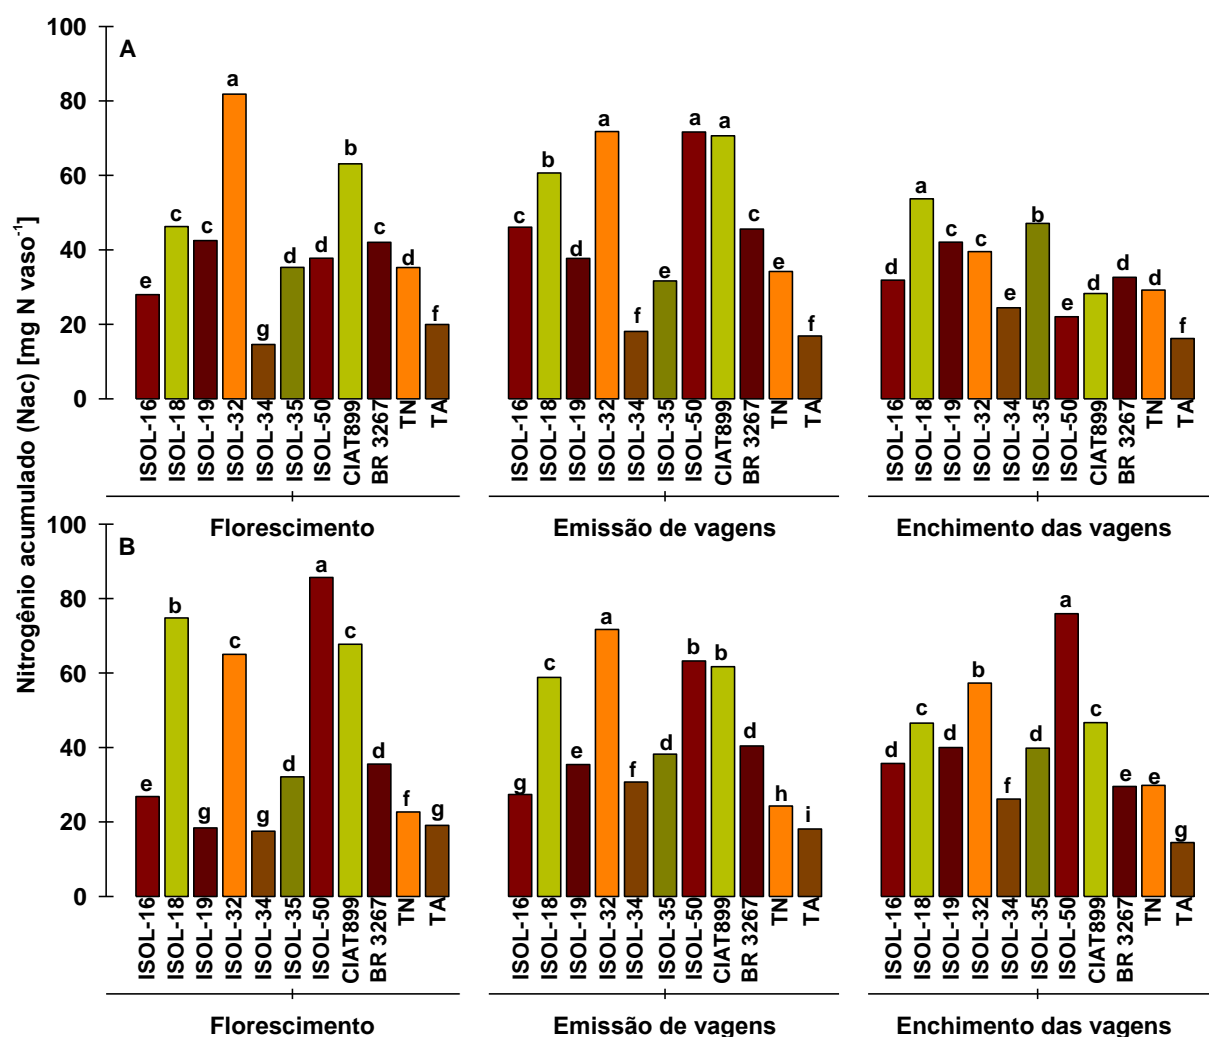 Nitrogênio acumulado (Nac) [mg N vaso⁻¹]
A
100
80
60
40
20
0
e c c a g d d b c d f
c b d a f e a a c e f
d a c c e b e d d d f
ISOL-16 ISOL-18 ISOL-19 ISOL-32 ISOL-34 ISOL-35 ISOL-50 CIAT899 BR 3267 TN TA
ISOL-16 ISOL-18 ISOL-19 ISOL-32 ISOL-34 ISOL-35 ISOL-50 CIAT899 BR 3267 TN TA
ISOL-16 ISOL-18 ISOL-19 ISOL-32 ISOL-34 ISOL-35 ISOL-50 CIAT899 BR 3267 TN TA
Florescimento Emissão de vagens Enchimento das vagens
B
100
80
60
40
20
0
e b g c g d a c d f g
g c e a f d b b d h i
d c d b f d a c e e g
ISOL-16 ISOL-18 ISOL-19 ISOL-32 ISOL-34 ISOL-35 ISOL-50 CIAT899 BR 3267 TN TA
ISOL-16 ISOL-18 ISOL-19 ISOL-32 ISOL-34 ISOL-35 ISOL-50 CIAT899 BR 3267 TN TA
ISOL-16 ISOL-18 ISOL-19 ISOL-32 ISOL-34 ISOL-35 ISOL-50 CIAT899 BR 3267 TN TA
Florescimento Emissão de vagens Enchimento das vagens